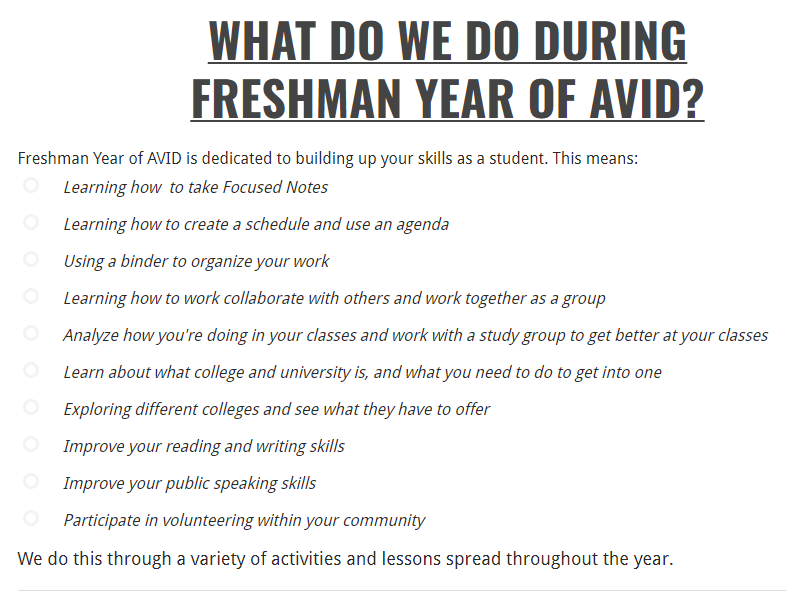 WHAT DO WE DO DURING
FRESHMAN YEAR OF AVID?
Freshman Year of AVID is dedicated to building up your skills as a student. This means:
Learning how  to take Focused Notes
Learning how to create a schedule and use an agenda
Using a binder to organize your work
Learning how to work collaborate with others and work together as a group
Analyze how you're doing in your classes and work with a study group to get better at your classes
Learn about what college and university is, and what you need to do to get into one
Exploring different colleges and see what they have to offer
Improve your reading and writing skills
Improve your public speaking skills
Participate in volunteering within your community
We do this through a variety of activities and lessons spread throughout the year.